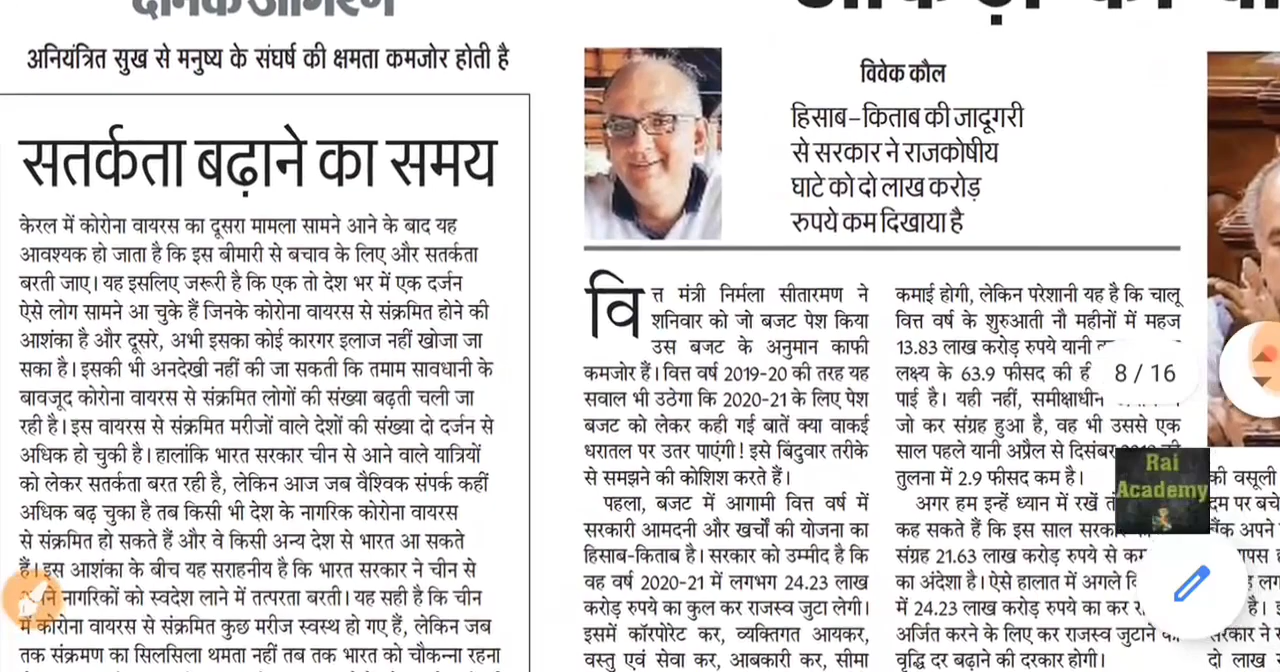 दैनिक जागरण
अनियंत्रित सुख से मनुष्य के संघर्ष की क्षमता कमजोर होती है
सतर्कता बढ़ाने का समय
केरल में कोरोना वायरस का दूसरा मामला सामने आने के बाद यह
आवश्यक हो जाता है कि इस बीमारी से बचाव के लिए और सतर्कता
बरती जाए। यह इसलिए जरूरी है कि एक तो देश भर में एक दर्जन
ऐसे लोग सामने आ चुके हैं जिनके कोरोना वायरस से संक्रमित होने की
आशंका है और दूसरे, अभी इसका कोई कारगर इलाज नहीं खोजा जा
सका है। इसकी भी अनदेखी नहीं की जा सकती कि तमाम सावधानी के
बावजूद कोरोना वायरस से संक्रमित लोगों की संख्या बढ़ती चली जा
रही है। इस वायरस से संक्रमित मरीजों वाले देशों की संख्या दो दर्जन से
अधिक हो चुकी है। हालांकि भारत सरकार चीन से आने वाले यात्रियों
को लेकर सतर्कता बरत रही है, लेकिन आज जब वैश्विक संपर्क कहीं
अधिक बढ़ चुका है तब किसी भी देश के नागरिक कोरोना वायरस
से संक्रमित हो सकते हैं और वे किसी अन्य देश से भारत आ सकते
हैं। इस आशंका के बीच यह सराहनीय है कि भारत सरकार ने चीन से
नागरिकों को स्वदेश लाने में तत्परता बरती। यह सही है कि चीन
में कोरोना वायरस से संक्रमित कुछ मरीज स्वस्थ हो गए हैं, लेकिन जब
तक संक्रमण का सिलसिला थमता नहीं तब तक भारत को चौकन्ना रहना
विवेक कौल
हिसाब-किताब की जादूगरी
से सरकार ने राजकोषीय
घाटे को दो लाख करोड़
रुपये कम दिखाया है
वित्त मंत्री निर्मला सीतारमण ने
शनिवार को जो बजट पेश किया
उस बजट के अनुमान काफी
कमजोर हैं। वित्त वर्ष 2019-20 की तरह यह
सवाल भी उठेगा कि 2020-21 के लिए पेश
बजट को लेकर कही गई बातें क्या वाकई
धरातल पर उतर पाएंगी! इसे बिंदुवार तरीके
से समझने की कोशिश करते हैं।
पहला, बजट में आगामी वित्त वर्ष में
सरकारी आमदनी और खर्चों की योजना का
हिसाब-किताब है। सरकार को उम्मीद है कि
वह वर्ष 2020-21 में लगभग 24.23 लाख
करोड़ रुपये का कुल कर राजस्व जुटा लेगी।
इसमें कॉरपोरेट कर, व्यक्तिगत आयकर,
वस्तु एवं सेवा कर, आबकारी कर, सीमा
कमाई होगी, लेकिन परेशानी यह है कि चालू
वित्त वर्ष के शुरुआती नौ महीनों में महज
13.83 लाख करोड़ रुपये यानी
लक्ष्य के 63.9 फीसद की
पाई है। यही नहीं, समीक्षाधीन
जो कर संग्रह हुआ है, वह भी उससे एक
साल पहले यानी अप्रैल से दिसंबर
तुलना में 2.9 फीसद कम है।
अगर हम इन्हें ध्यान में रखें
कह सकते हैं कि इस साल
संग्रह 21.63 लाख करोड़ रुपये से
का अंदेशा है। ऐसे हालात में अगले
में 24.23 लाख करोड़ रुपये का कर
अर्जित करने के लिए कर राजस्व जुटाने
वृद्धि दर बढ़ाने की दरकार होगी।
8 / 16
Rai
Academy
की वसूली
पर बचे
अपने
है।
दो लाख